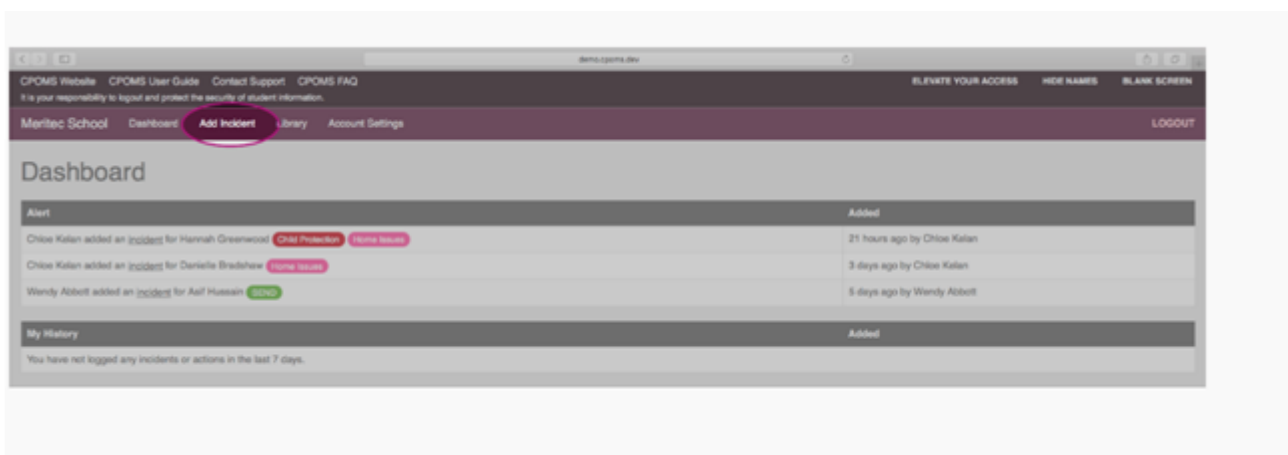 demo.cpoms.dev
CPOMS Website CPOMS User Guide Contact Support CPOMS FAQ ELEVATE YOUR ACCESS HIDE NAMES BLANK SCREEN
It is your responsibility to logout and protect the security of student information.
Meritec School Dashboard Add Incident Library Account Settings LOGOUT
Dashboard
Alert Added
Chloe Kelan added an incident for Hannah Greenwood Child Protection Home Issues 21 hours ago by Chloe Kelan
Chloe Kelan added an incident for Danielle Bradshaw Home Issues 3 days ago by Chloe Kelan
Wendy Abbott added an incident for Asif Hussain SEND 5 days ago by Wendy Abbott
My History Added
You have not logged any incidents or actions in the last 7 days.